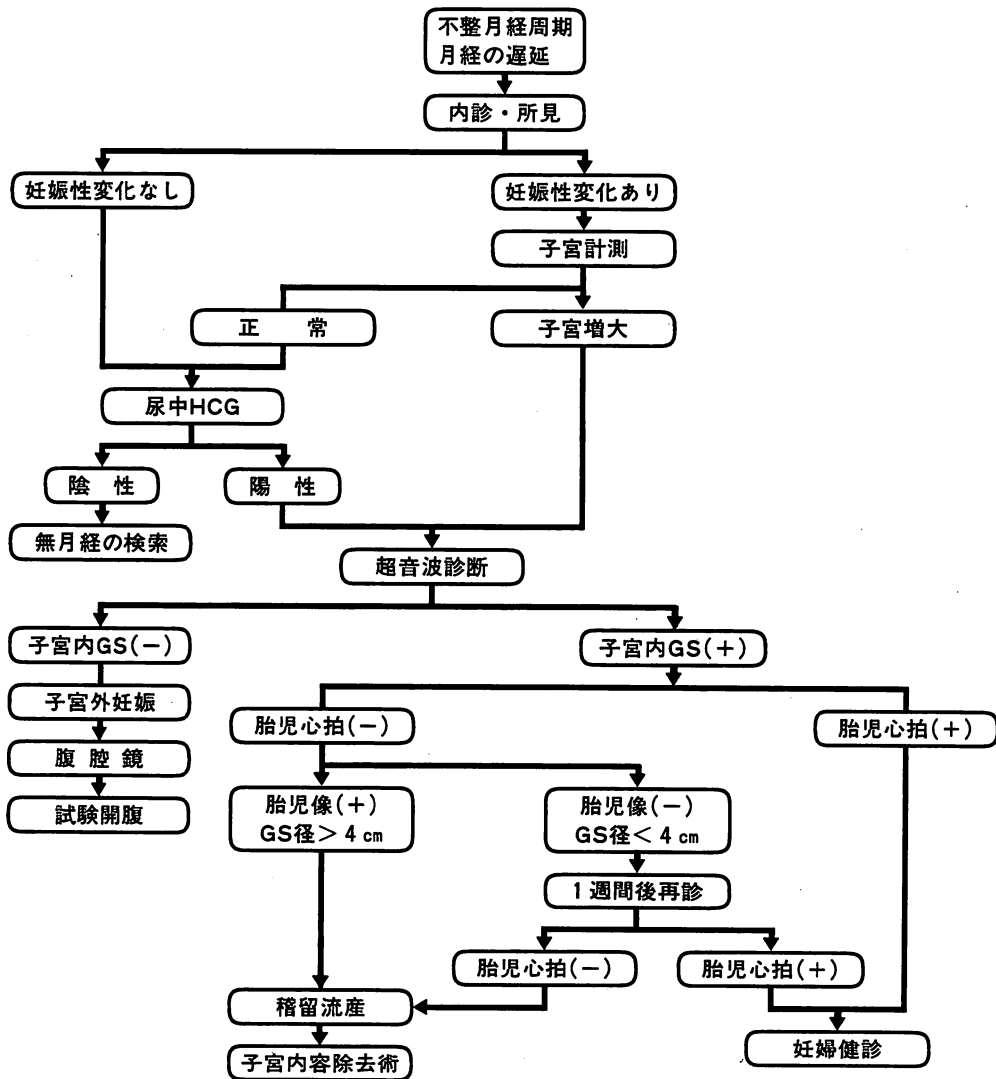 不整月経周期
月経の遅延
内診・所見
妊娠性変化なし
妊娠性変化あり
子宮計測
正　常
子宮増大
尿中HCG
陰　性
陽　性
無月経の検索
超音波診断
子宮内GS(−)
子宮内GS(+)
子宮外妊娠
胎児心拍(−)
胎児心拍(+)
腹腔鏡
試験開腹
胎児像(+)
GS径>4cm
胎児像(−)
GS径<4cm
1週間後再診
胎児心拍(−)
胎児心拍(+)
稽留流産
妊婦健診
子宮内容除去術